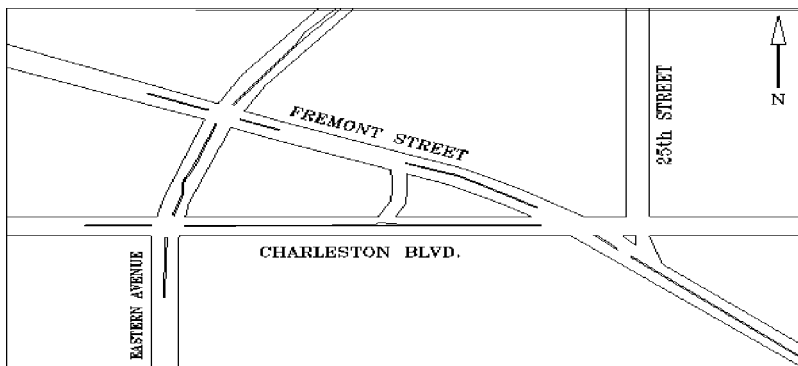 FREMONT STREET
25th STREET
N
CHARLESTON BLVD.
EASTERN AVENUE